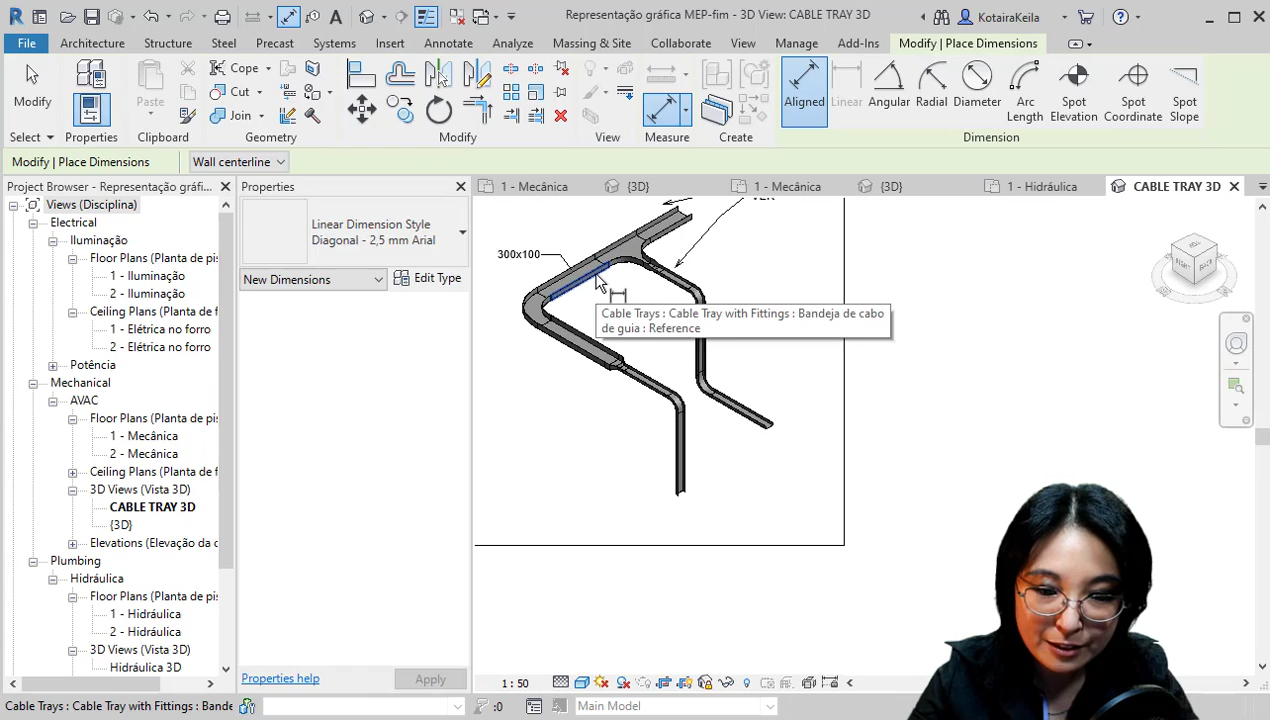 Representação gráfica MEP-fim - 3D View: CABLE TRAY 3D
KotairaKeila
File
Architecture
Structure
Steel
Precast
Systems
Insert
Annotate
Analyze
Massing & Site
Collaborate
View
Manage
Add-Ins
Modify | Place Dimensions
Modify
Properties
Paste
Cope
Cut
Join
Aligned
Linear
Angular
Radial
Diameter
Arc
Length
Spot
Elevation
Spot
Coordinate
Spot
Slope
Select
Properties
Clipboard
Geometry
Modify
View
Measure
Create
Dimension
Modify | Place Dimensions
Wall centerline
Project Browser - Representação gráfi...
Views (Disciplina)
Electrical
Iluminação
Floor Plans (Planta de pis
1 - Iluminação
2 - Iluminação
Ceiling Plans (Planta de f
1 - Elétrica no forro
2 - Elétrica no forro
Potência
Mechanical
AVAC
Floor Plans (Planta de pis
1 - Mecânica
2 - Mecânica
Ceiling Plans (Planta de f
3D Views (Vista 3D)
CABLE TRAY 3D
{3D}
Elevations (Elevação da c
Plumbing
Hidráulica
Floor Plans (Planta de pis
1 - Hidráulica
2 - Hidráulica
3D Views (Vista 3D)
Hidráulica 3D
Properties
Linear Dimension Style
Diagonal - 2,5 mm Arial
New Dimensions
Edit Type
Properties help
Apply
1 - Mecânica
{3D}
1 - Mecânica
{3D}
1 - Hidráulica
CABLE TRAY 3D
300x100
Cable Trays : Cable Tray with Fittings : Bandeja de cabo
de guia : Reference
1 : 50
Cable Trays : Cable Tray with Fittings : Bande
:0
Main Model